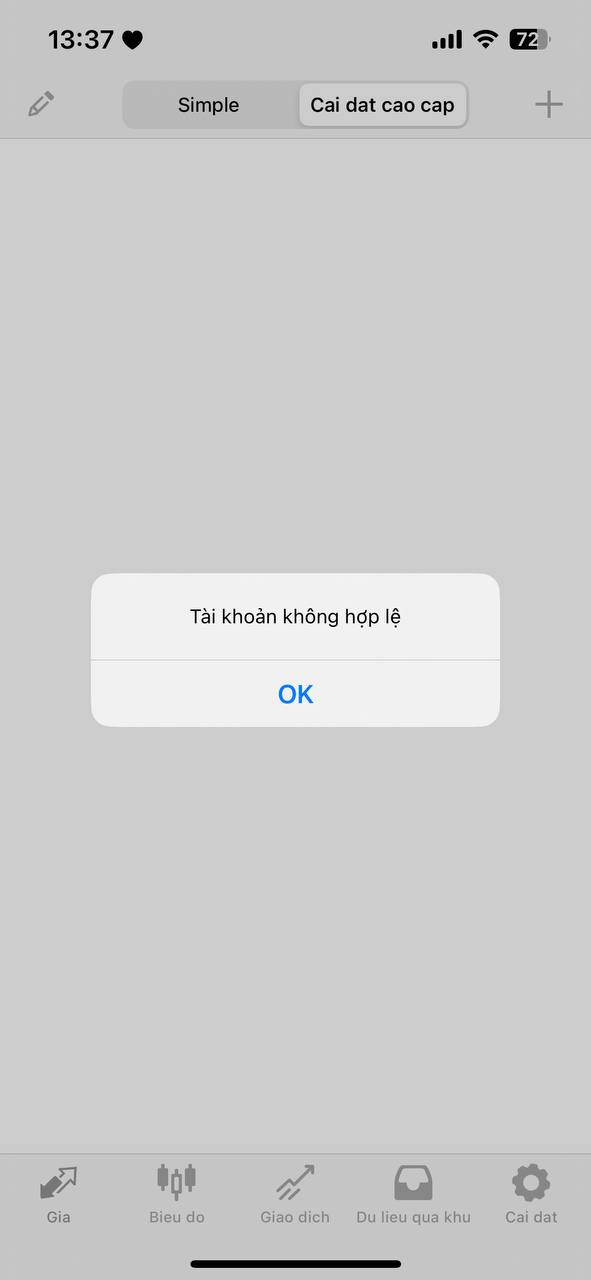 13:37
72
Simple
Cai dat cao cap
Tài khoản không hợp lệ
OK
Gia
Bieu do
Giao dich
Du lieu qua khu
Cai dat